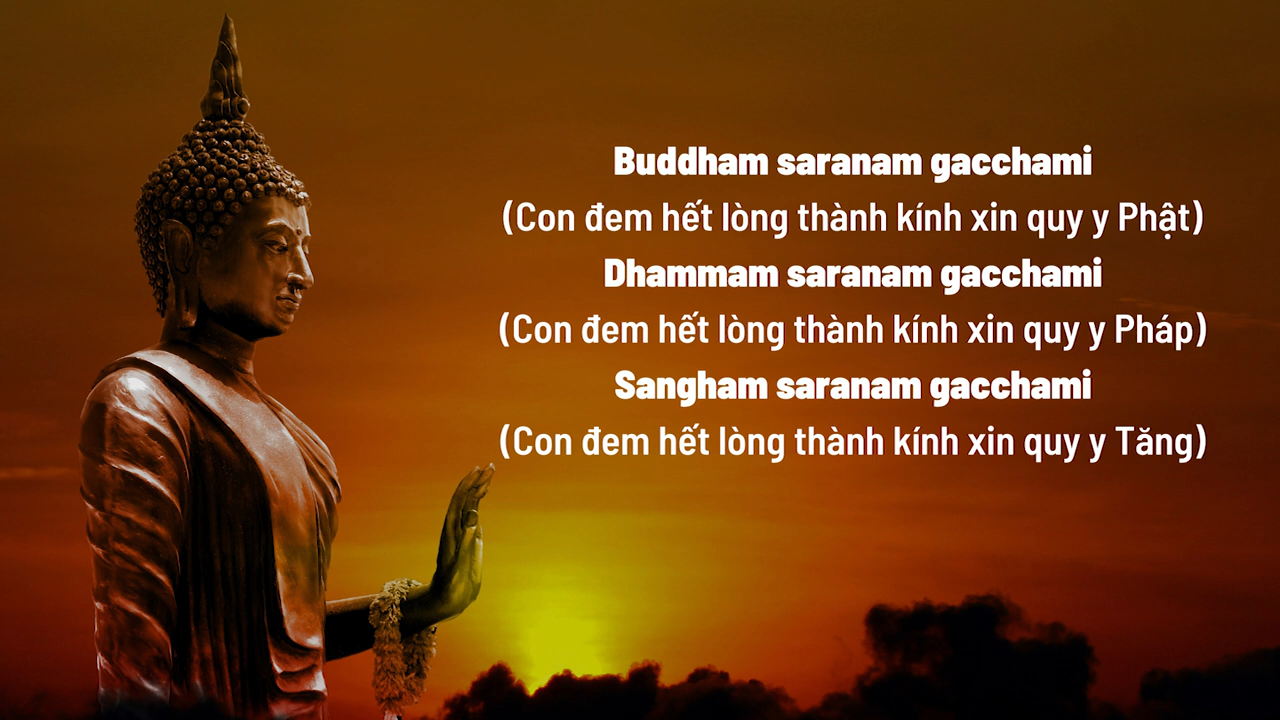 Buddham saranam gacchami
(Con đem hết lòng thành kính xin quy y Phật)
Dhammam saranam gacchami
(Con đem hết lòng thành kính xin quy y Pháp)
Sangham saranam gacchami
(Con đem hết lòng thành kính xin quy y Tăng)